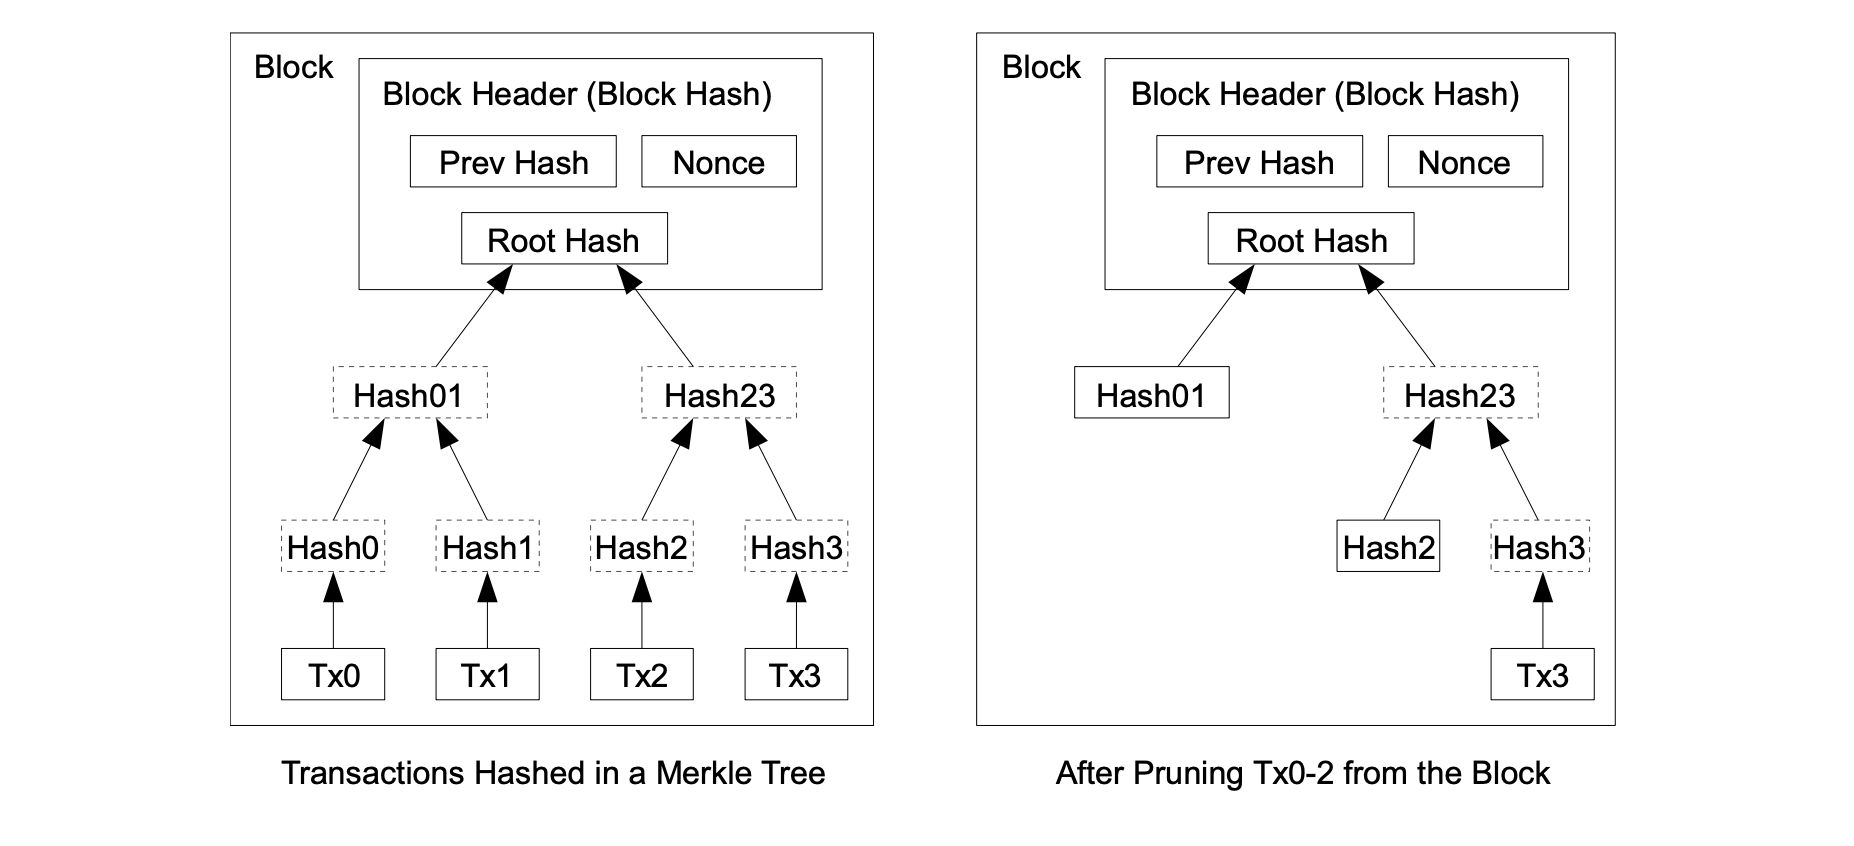 Block
Block Header (Block Hash)
Prev Hash
Nonce
Root Hash
Hash01
Hash23
Hash0
Hash1
Hash2
Hash3
Tx0
Tx1
Tx2
Tx3
Transactions Hashed in a Merkle Tree
Block
Block Header (Block Hash)
Prev Hash
Nonce
Root Hash
Hash01
Hash23
Hash2
Hash3
Tx3
After Pruning Tx0-2 from the Block